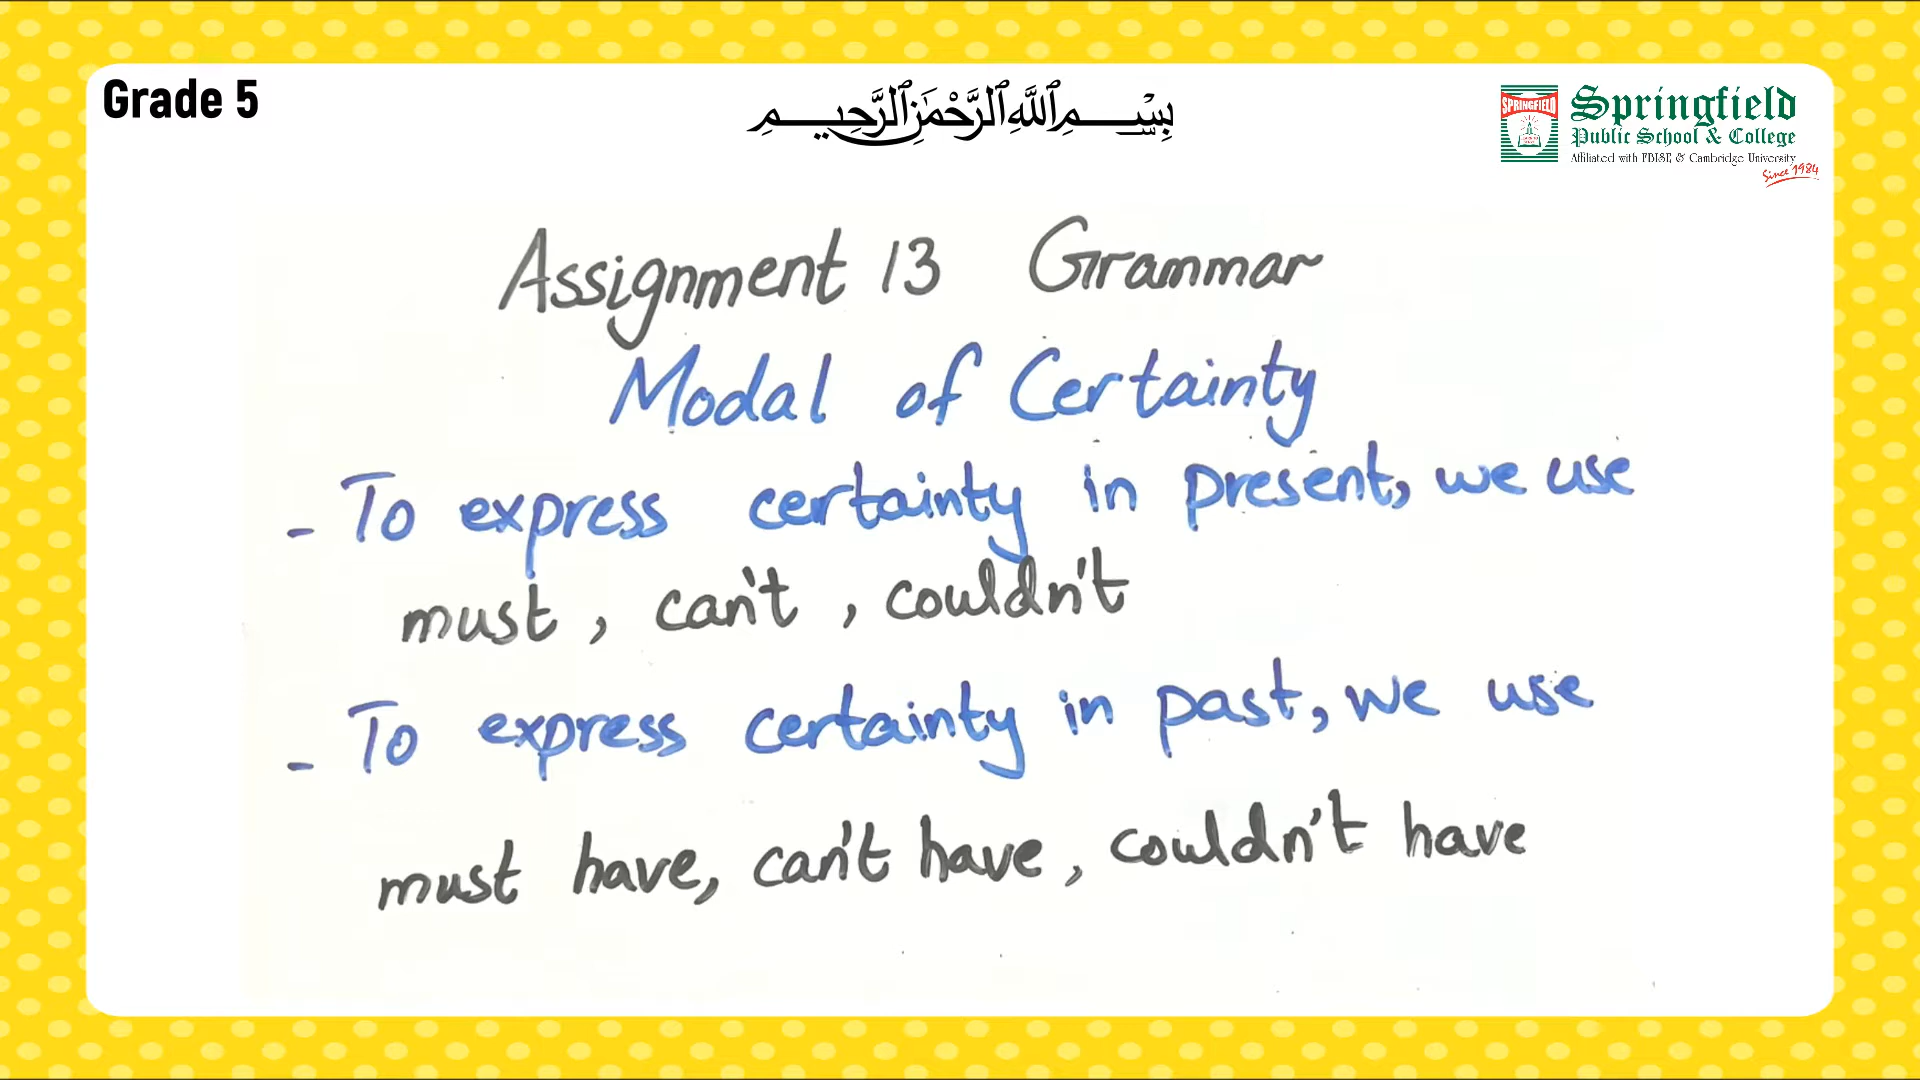 Grade 5
بِسْمِ ٱللَّهِ ٱلرَّحْمَٰنِ ٱلرَّحِيمِ
SPRINGFIELD
Springfield
Public School & College
Affiliated with FBISE & Cambridge University
Since 1984
Assignment 13 Grammar
Modal of Certainty
- To express certainty in present, we use
must, can't, couldn't
- To express certainty in past, we use
must have, can't have, couldn't have